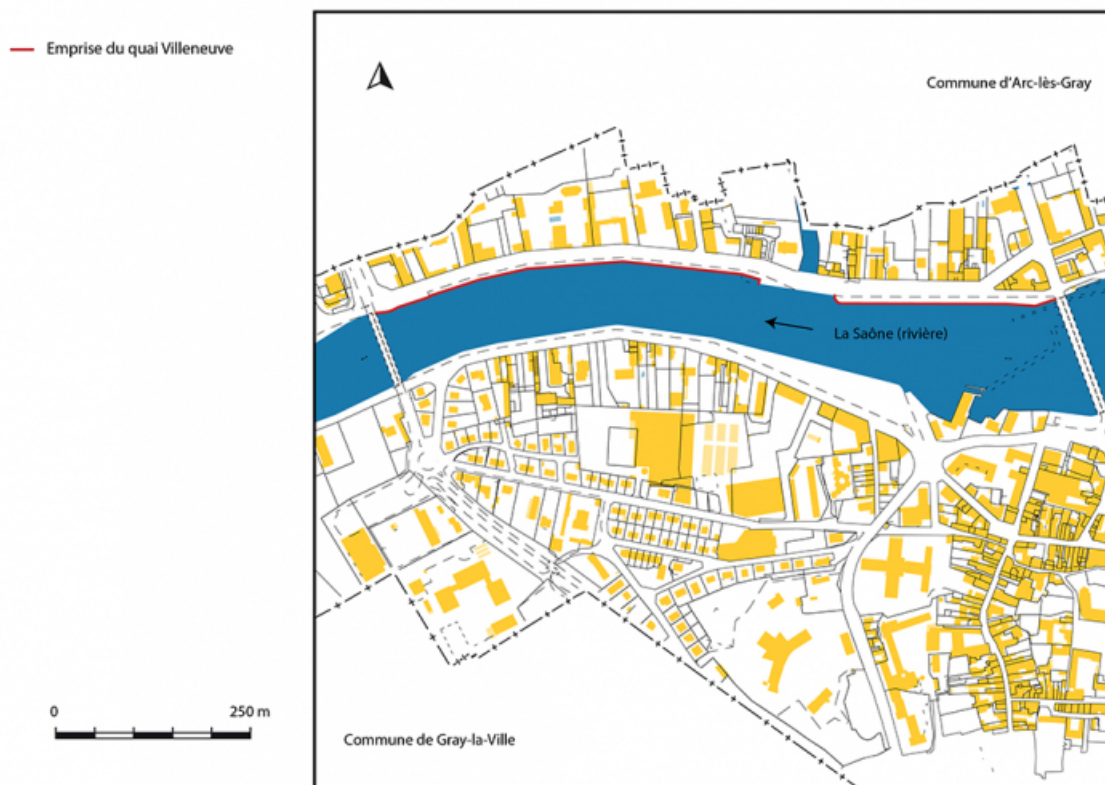 Emprise du quai Villeneuve
Commune d'Arc-lès-Gray
La Saône (rivière)
0 250 m
Commune de Gray-la-Ville